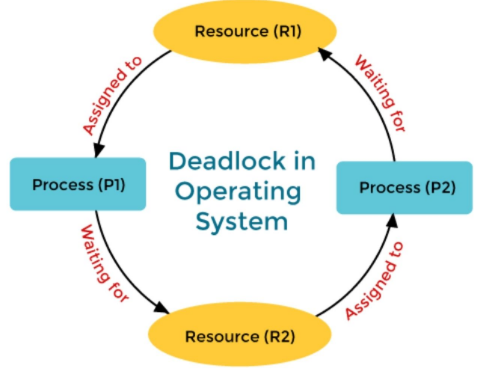 Resource (R1)
Assigned to
Waiting for
Deadlock in
Operating
System
Process (P1)
Process (P2)
Waiting for
Assigned to
Resource (R2)